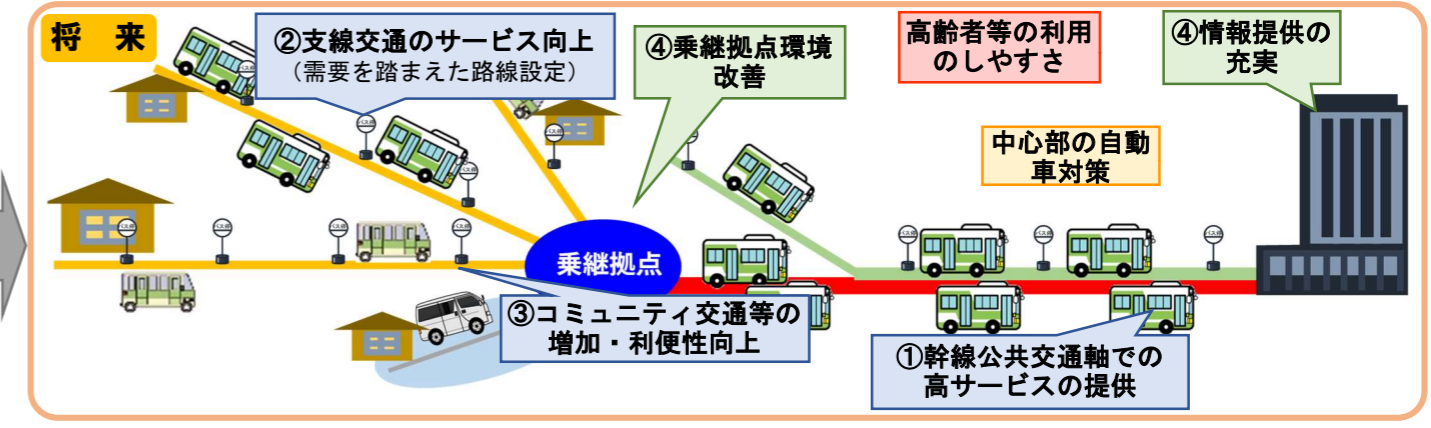 将　来
②支線交通のサービス向上
（需要を踏まえた路線設定）
④乗継拠点環境
改善
高齢者等の利用
のしやすさ
④情報提供の
充実
中心部の自動
車対策
乗継拠点
③コミュニティ交通等の
増加・利便性向上
①幹線公共交通軸での
高サービスの提供